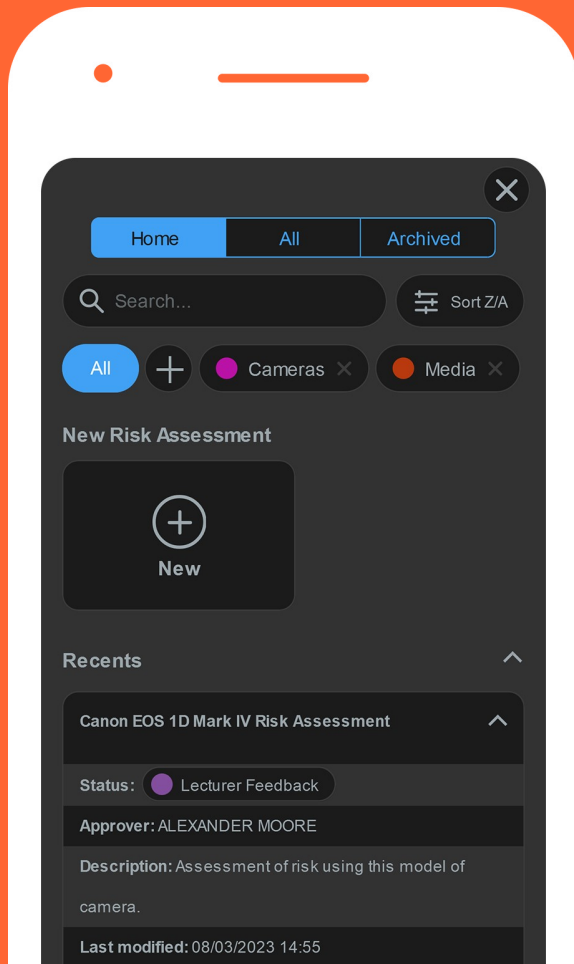 Home All Archived
Search... Sort Z/A
All Cameras Media
New Risk Assessment
New
Recents
Canon EOS 1D Mark IV Risk Assessment
Status: Lecturer Feedback
Approver: ALEXANDER MOORE
Description: Assessment of risk using this model of
camera.
Last modified: 08/03/2023 14:55